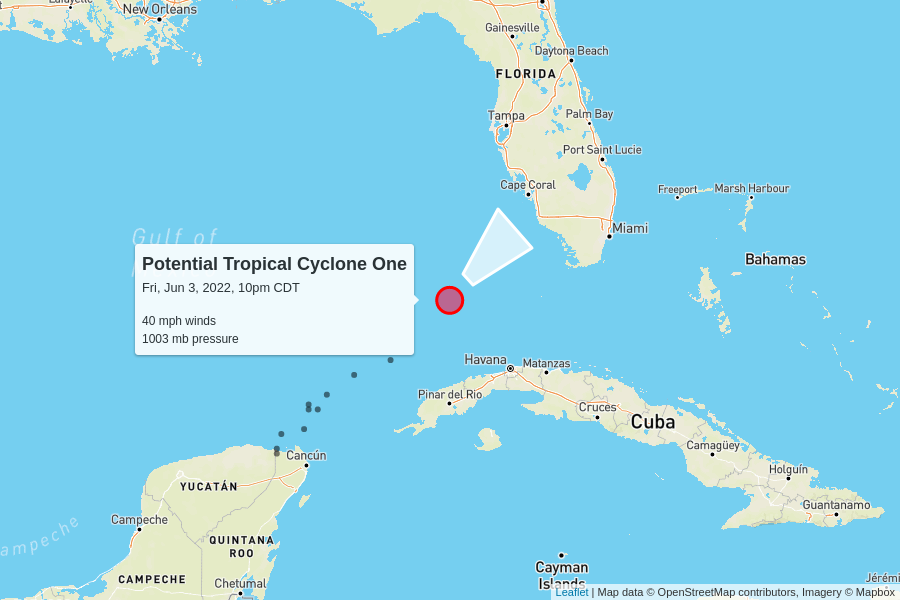 New Orleans
Gainesville
Daytona Beach
FLORIDA
Tampa
Palm Bay
Port Saint Lucie
Cape Coral
Freeport
Marsh Harbour
Miami
Gulf of
Bahamas
Potential Tropical Cyclone One
Fri, Jun 3, 2022, 10pm CDT
40 mph winds
1003 mb pressure
Havana
Matanzas
Pinar del Rio
Cruces
Cuba
Camagüey
Cancún
Holguín
YUCATÁN
Guantanamo
Campeche
ampeche
QUINTANA
ROO
Cayman
Islands
CAMPECHE
Chetumal
Jérémi
Leaflet | Map data © OpenStreetMap contributors, Imagery © Mapbox